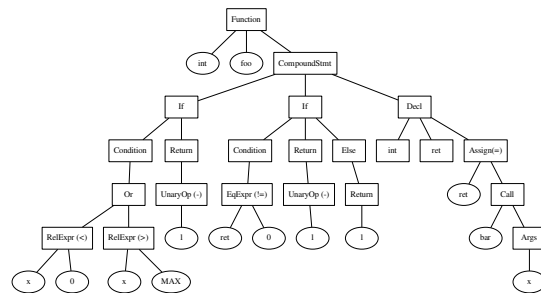 Function
int foo CompoundStmt
If If Decl
Condition Return Condition Return Else int ret Assign(=)
Or UnaryOp (-) EqExpr (!=) UnaryOp (-) Return ret Call
RelExpr (<) RelExpr (>) 1 ret 0 1 1 bar Args
x 0 x MAX x